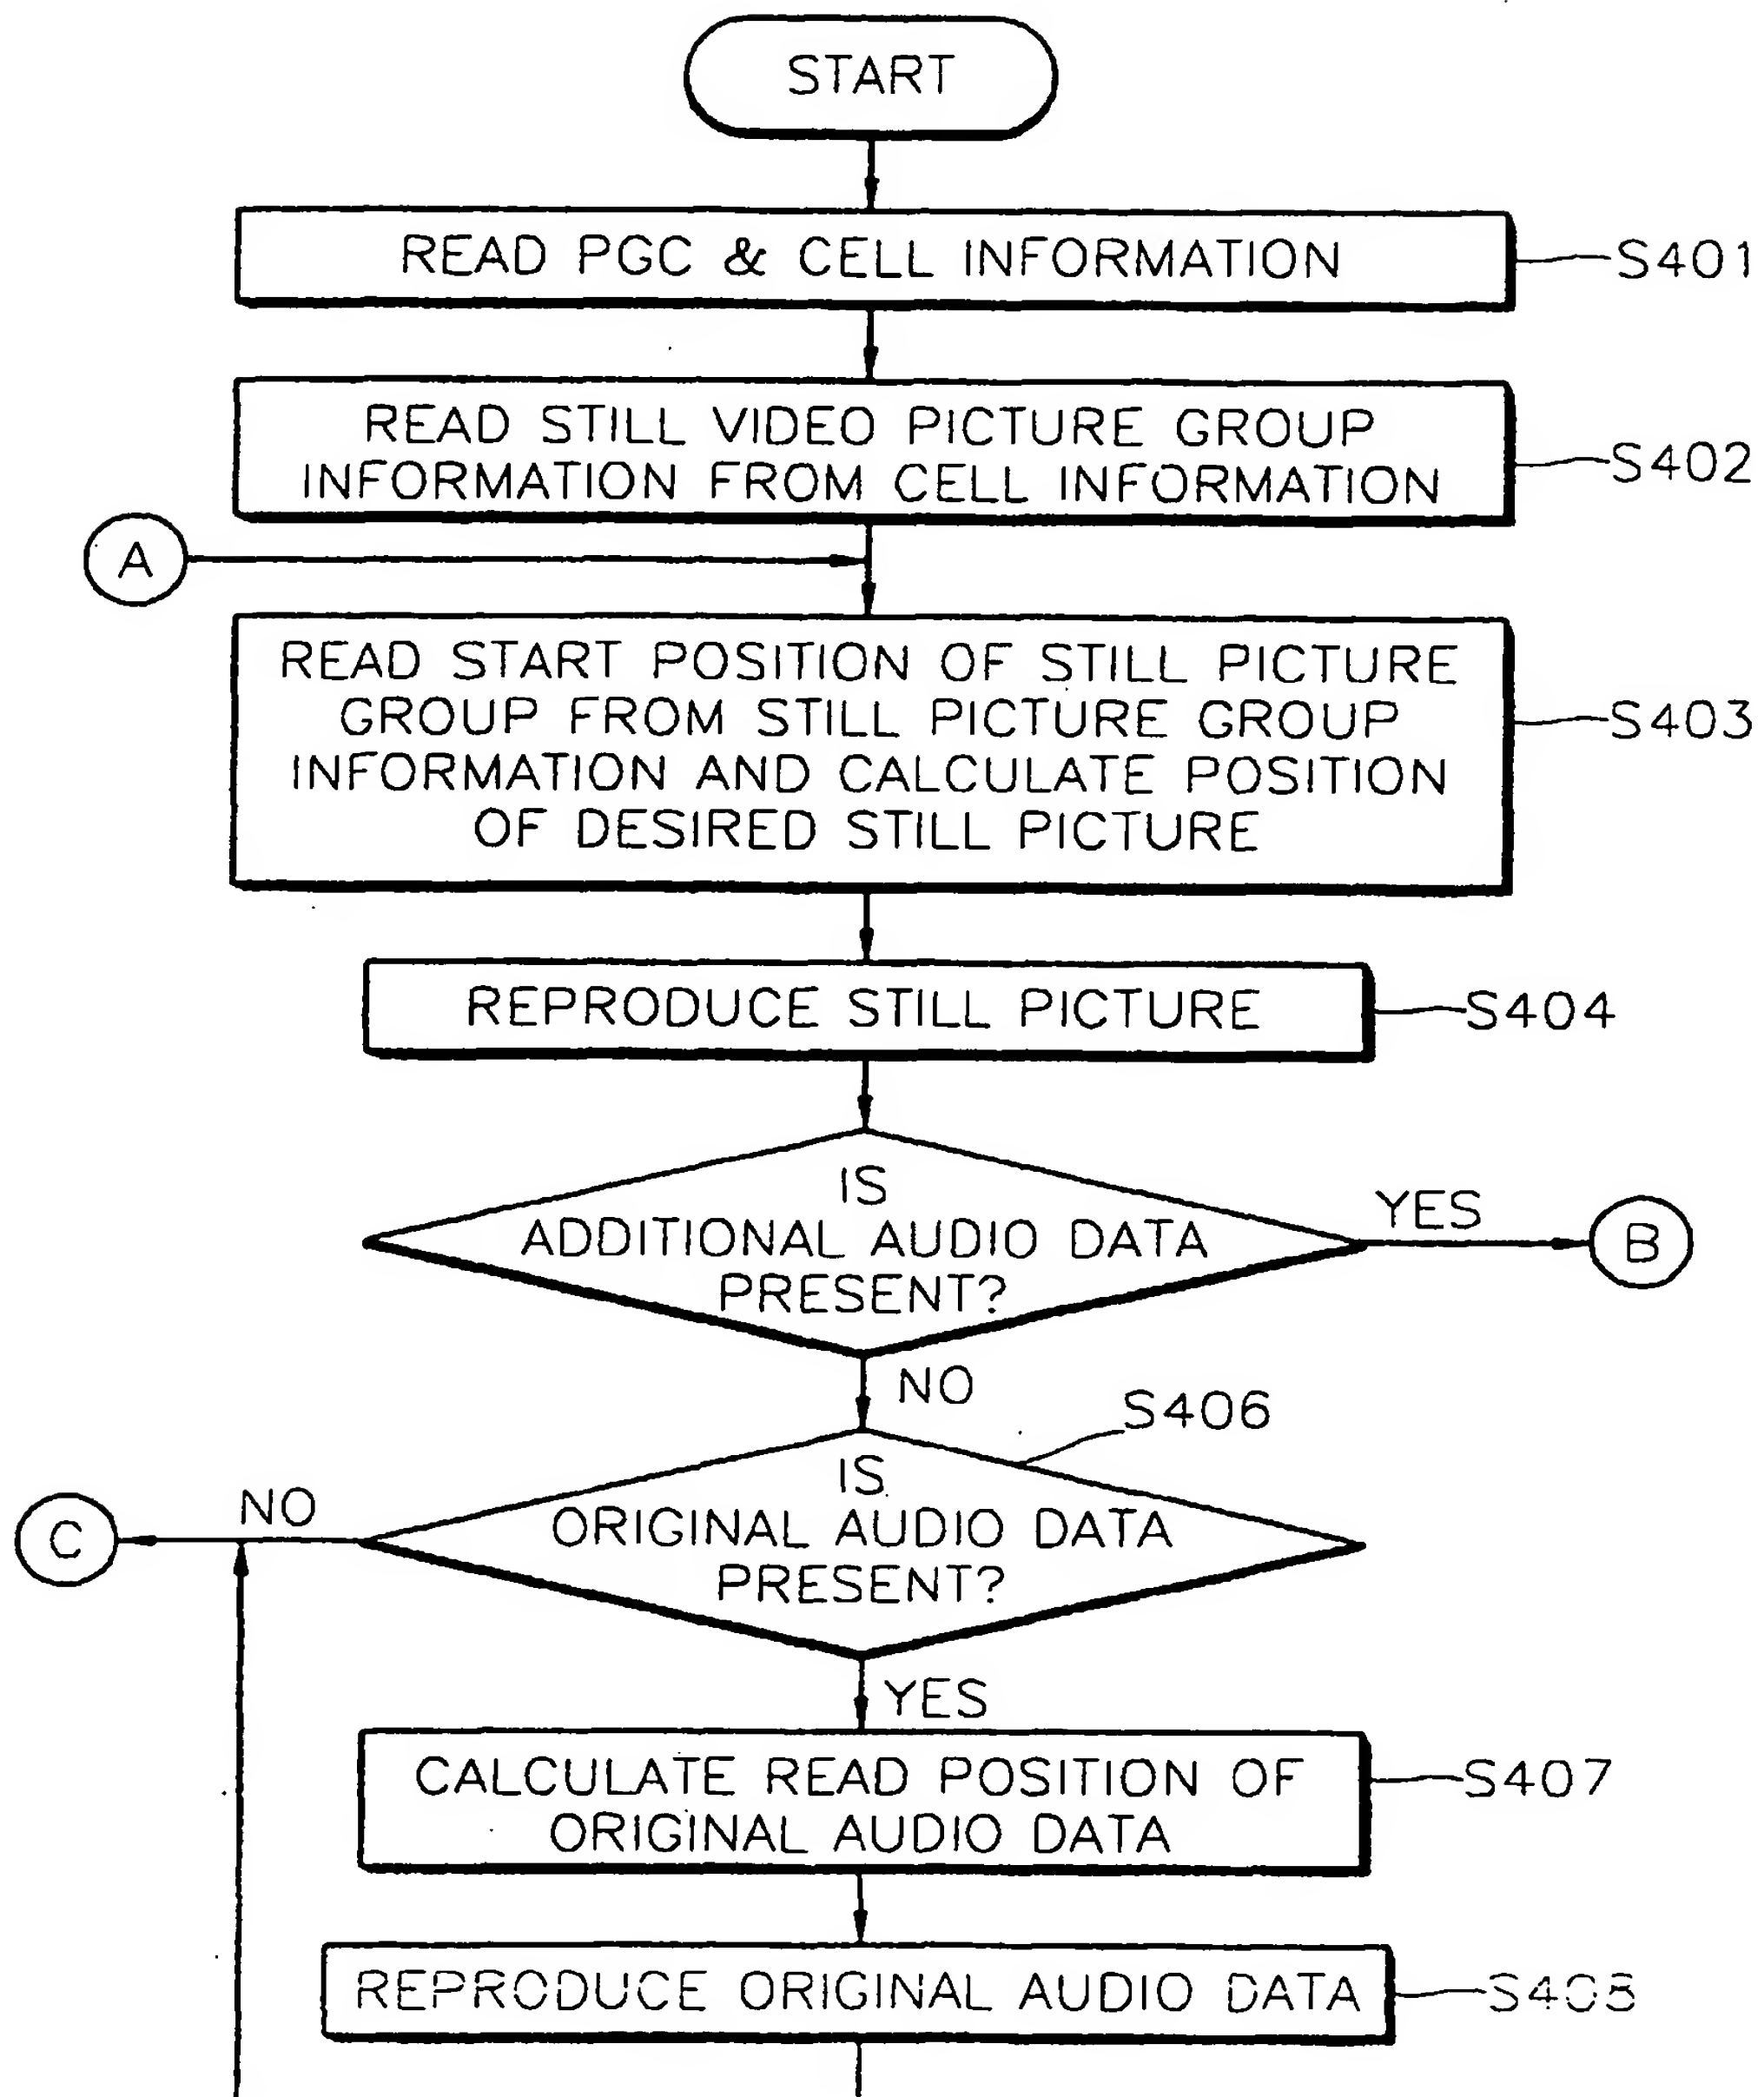 START
READ PGC & CELL INFORMATION
S401
READ STILL VIDEO PICTURE GROUP
INFORMATION FROM CELL INFORMATION
S402
A
READ START POSITION OF STILL PICTURE
GROUP FROM STILL PICTURE GROUP
INFORMATION AND CALCULATE POSITION
OF DESIRED STILL PICTURE
S403
REPRODUCE STILL PICTURE
S404
IS
ADDITIONAL AUDIO DATA
PRESENT?
YES
B
NO
S406
IS
ORIGINAL AUDIO DATA
PRESENT?
NO
C
YES
CALCULATE READ POSITION OF
ORIGINAL AUDIO DATA
S407
REPRODUCE ORIGINAL AUDIO DATA
S408